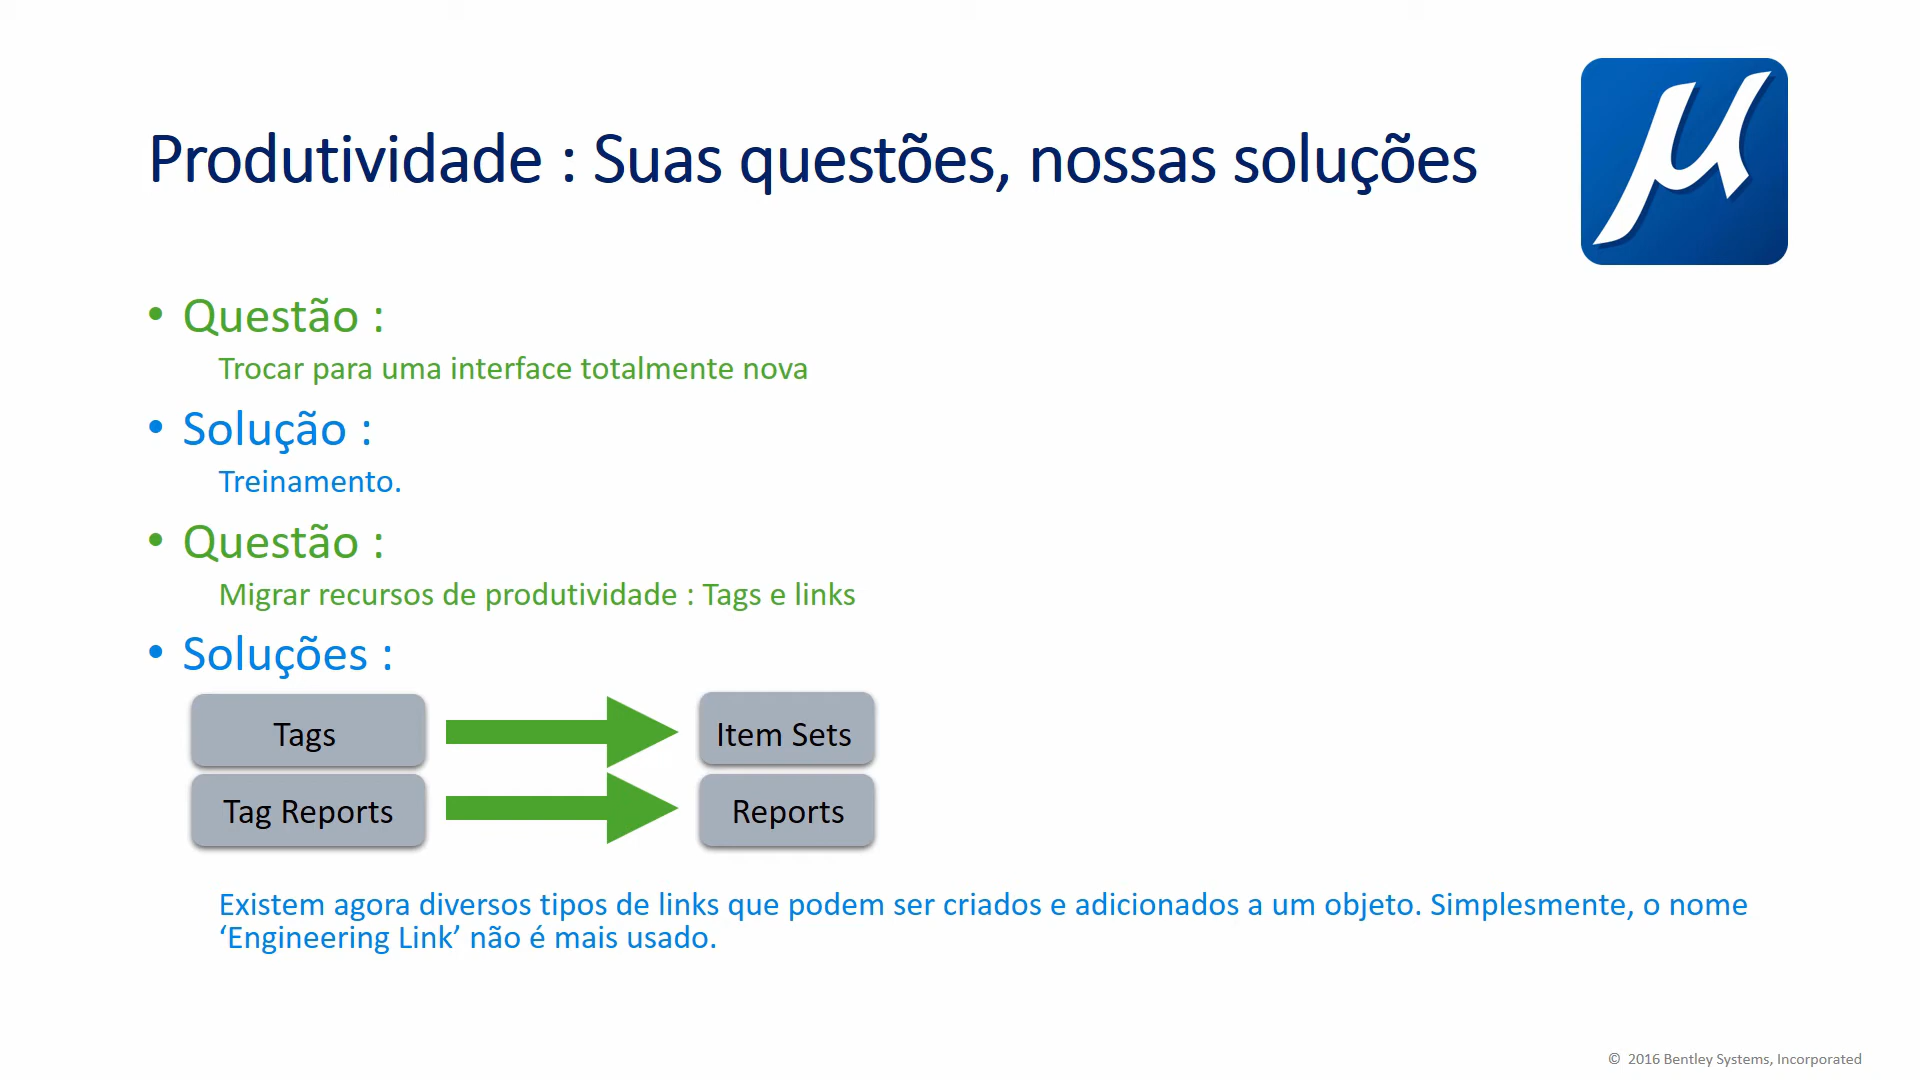 Produtividade : Suas questões, nossas soluções
µ
• Questão :
Trocar para uma interface totalmente nova
• Solução :
Treinamento.
• Questão :
Migrar recursos de produtividade : Tags e links
• Soluções :
Tags
Item Sets
Tag Reports
Reports
Existem agora diversos tipos de links que podem ser criados e adicionados a um objeto. Simplesmente, o nome
‘Engineering Link’ não é mais usado.
© 2016 Bentley Systems, Incorporated